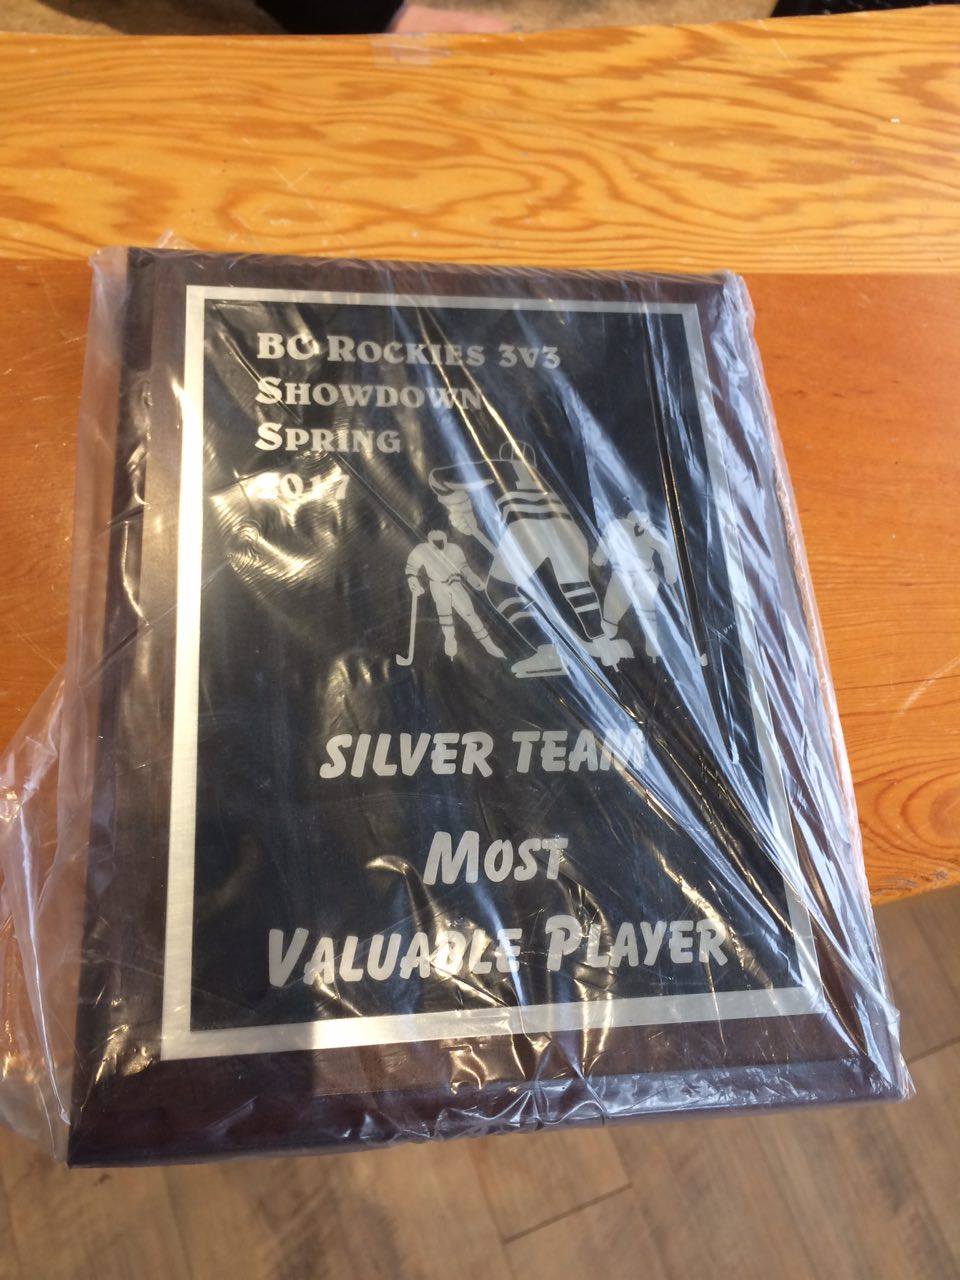 BC ROCKIES 3V3
SHOWDOWN
SPRING
2017
SILVER TEAM
MOST
VALUABLE PLAYER